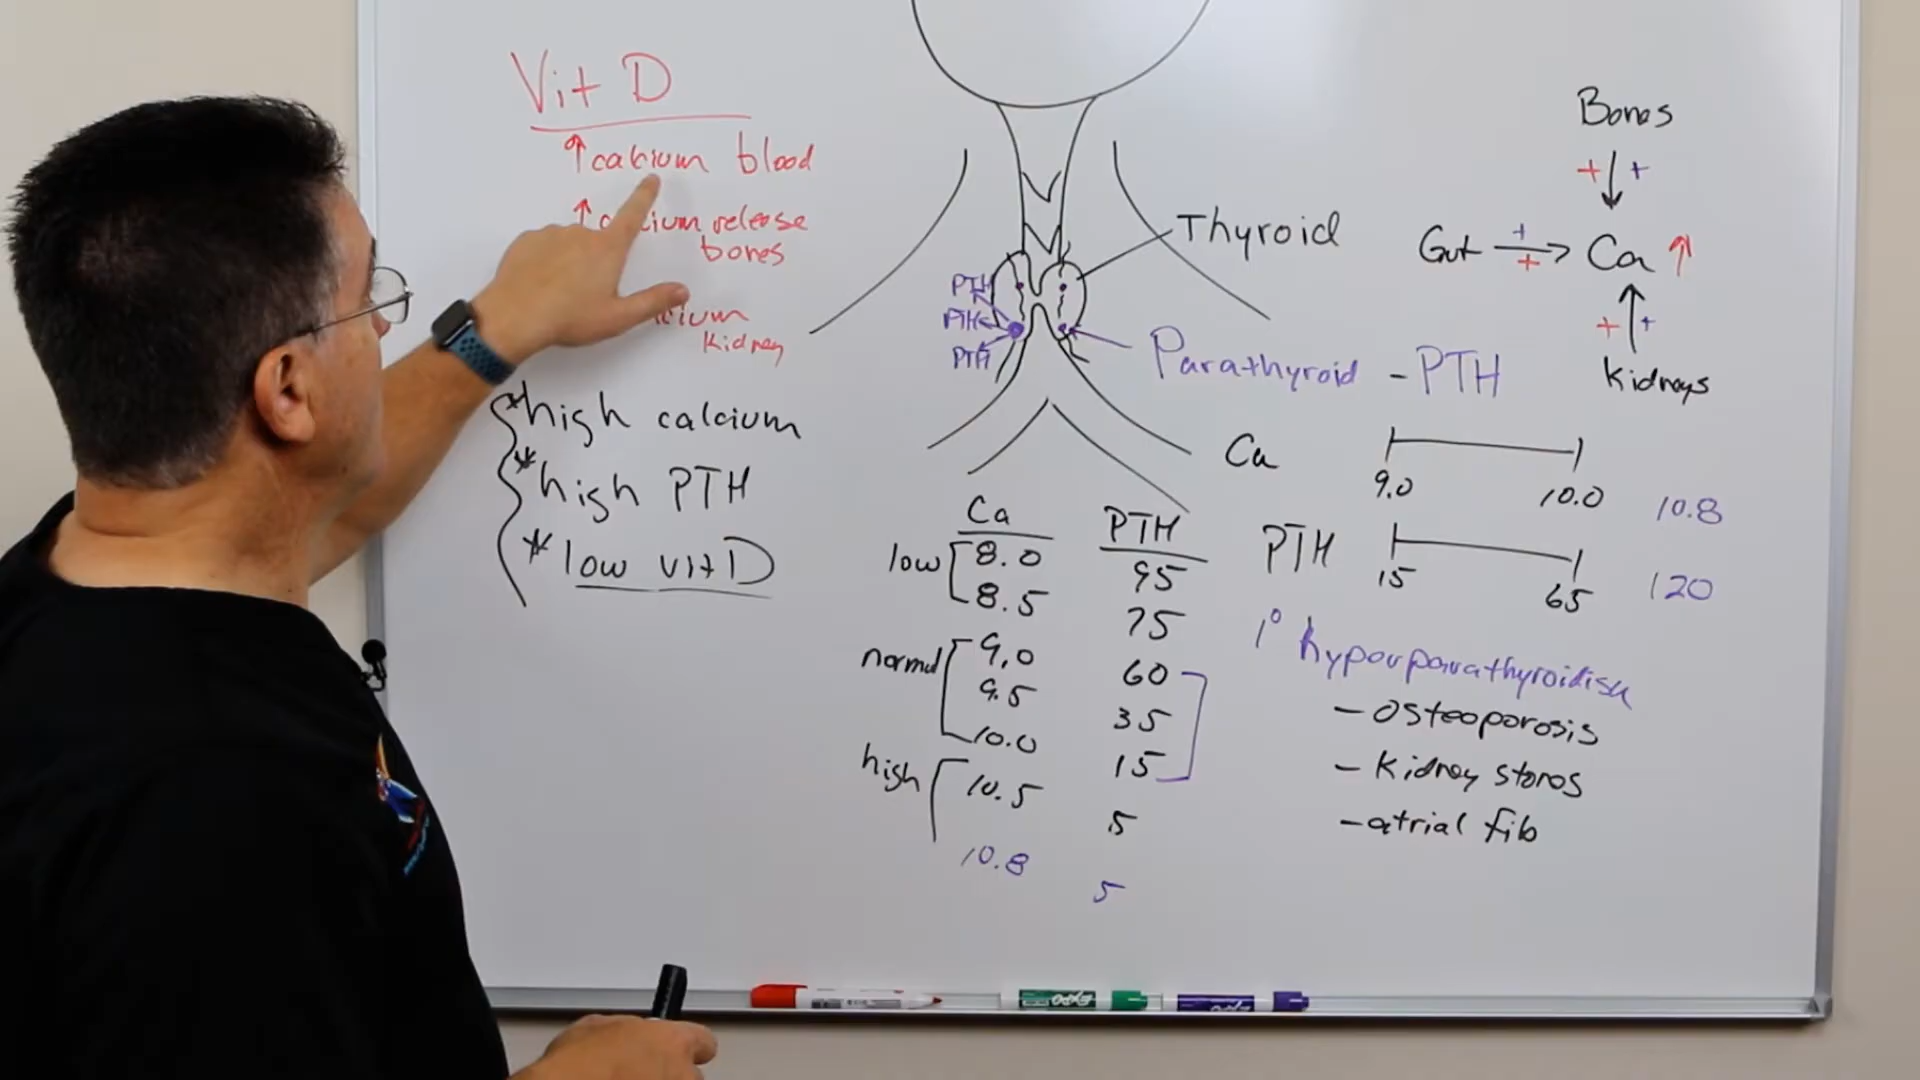 Vit D
↑ calcium blood
↑ calcium release
bones
kidney
*high calcium
*high PTH
*low vit D
Thyroid
PTH
PTH
PTH
Parathyroid - PTH
Bones
+ +
Gut + + Ca ↑
+ +
Kidneys
Ca 9.0 10.0 10.8
PTH 15 65 120
Ca PTH
low 8.0 95
8.5 75
normal 9.0 60
9.5 35
10.0 15
high 10.5 5
10.8 5
1°
- osteoporosis
- kidney stones
- atrial fib
EXPO